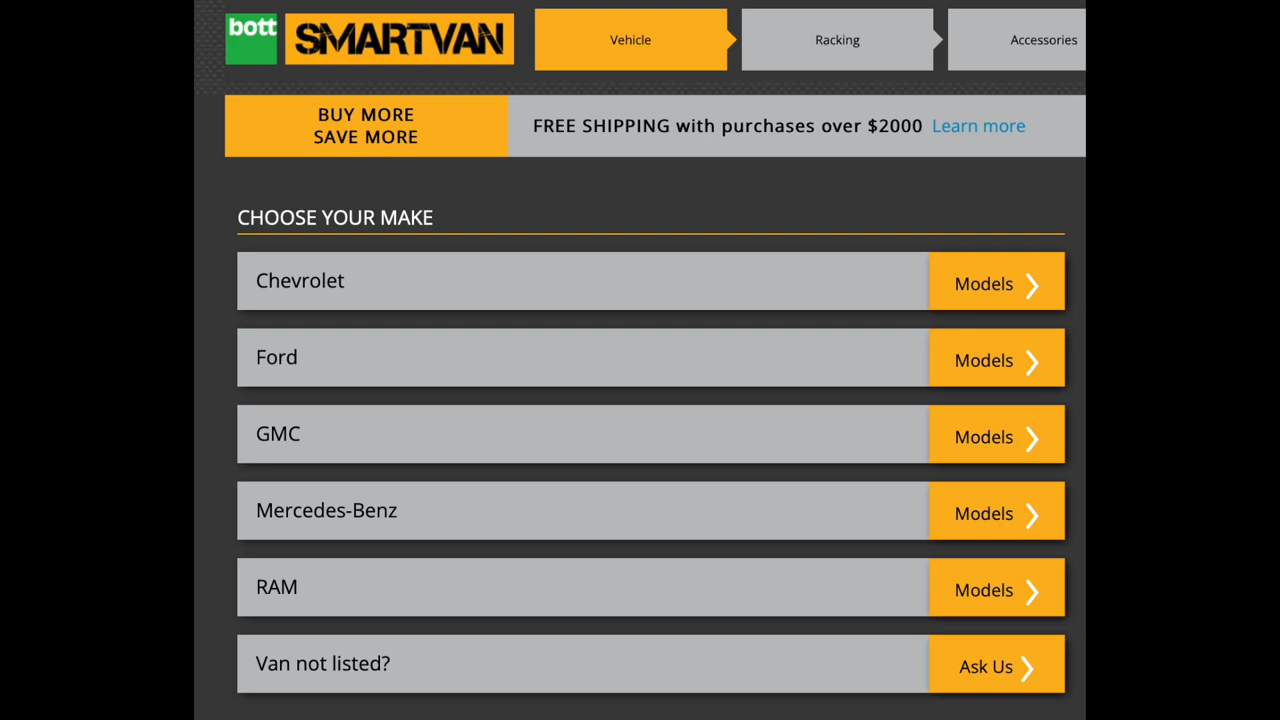 bott SMARTVAN Vehicle Racking Accessories
BUY MORE
SAVE MORE
FREE SHIPPING with purchases over $2000 Learn more
CHOOSE YOUR MAKE
Chevrolet Models
Ford Models
GMC Models
Mercedes-Benz Models
RAM Models
Van not listed? Ask Us